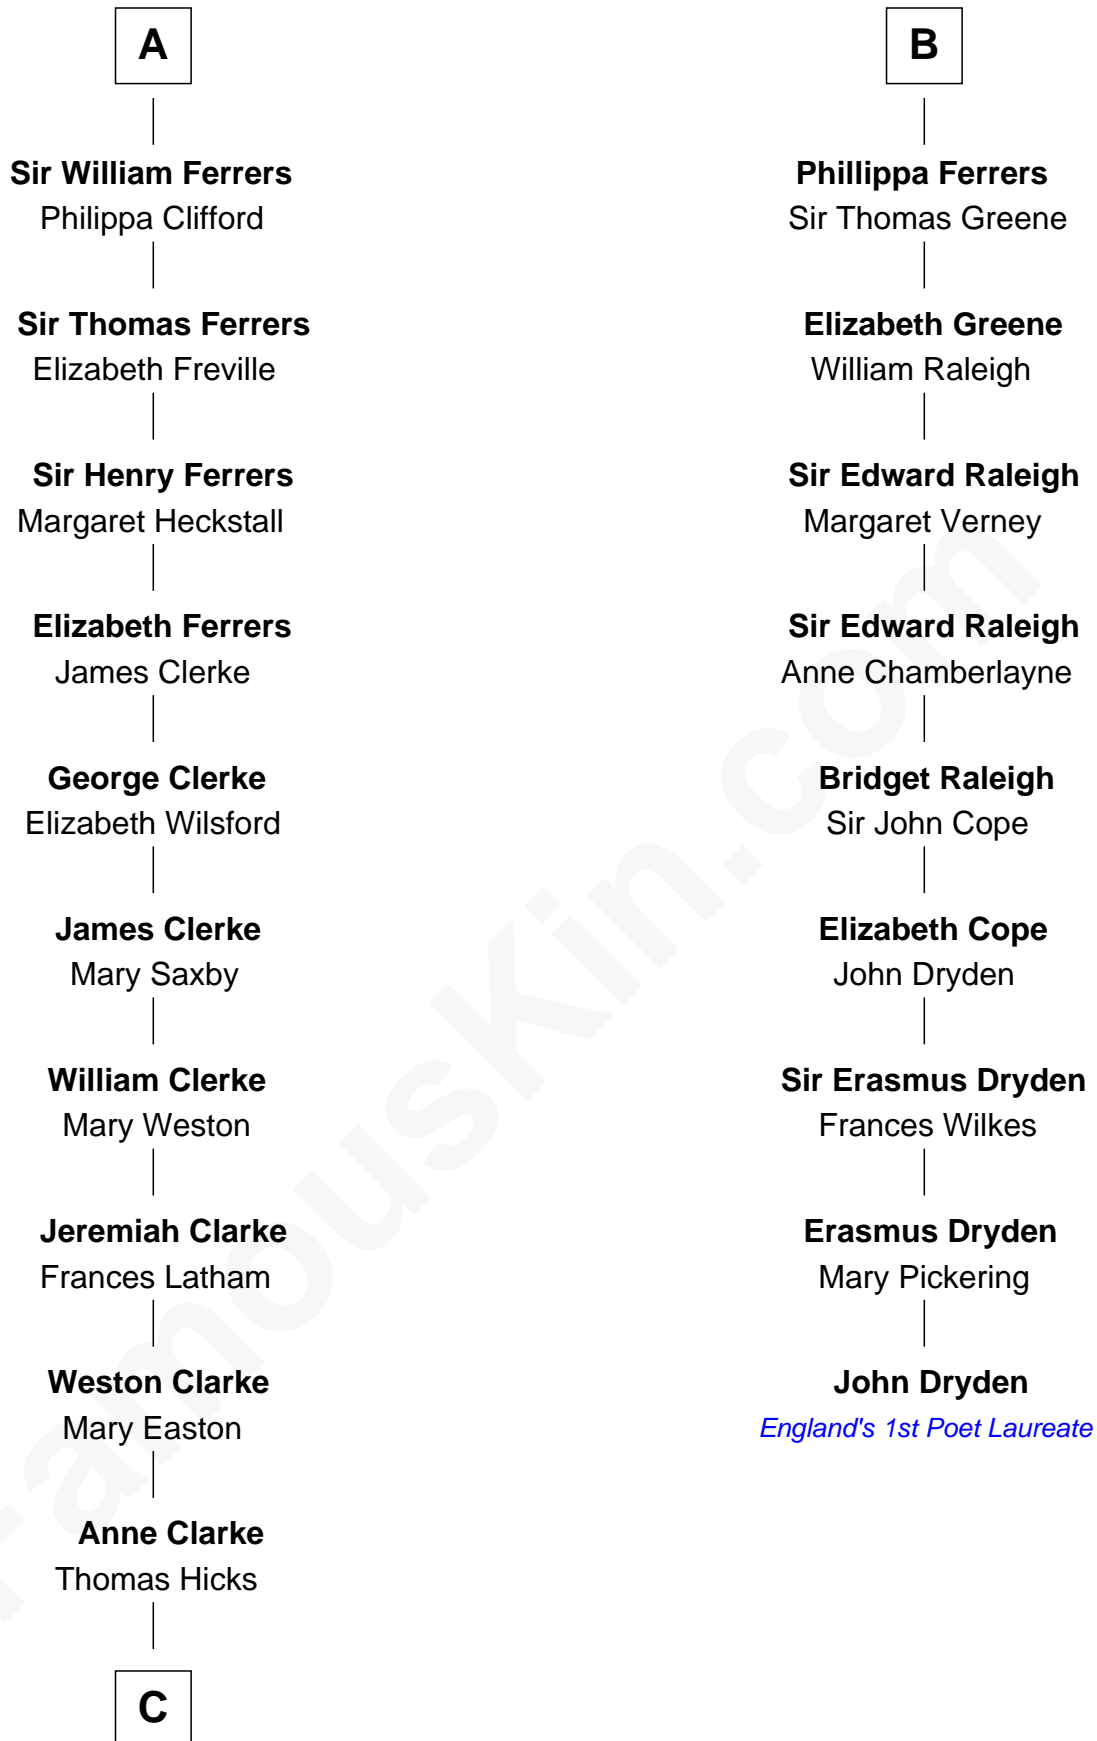 A
Sir William Ferrers
Philippa Clifford
Sir Thomas Ferrers
Elizabeth Freville
Sir Henry Ferrers
Margaret Heckstall
Elizabeth Ferrers
James Clerke
George Clerke
Elizabeth Wilsford
James Clerke
Mary Saxby
William Clerke
Mary Weston
Jeremiah Clarke
Frances Latham
Weston Clarke
Mary Easton
Anne Clarke
Thomas Hicks
C
B
Phillippa Ferrers
Sir Thomas Greene
Elizabeth Greene
William Raleigh
Sir Edward Raleigh
Margaret Verney
Sir Edward Raleigh
Anne Chamberlayne
Bridget Raleigh
Sir John Cope
Elizabeth Cope
John Dryden
Sir Erasmus Dryden
Frances Wilkes
Erasmus Dryden
Mary Pickering
John Dryden
England's 1st Poet Laureate
FamousKin.com